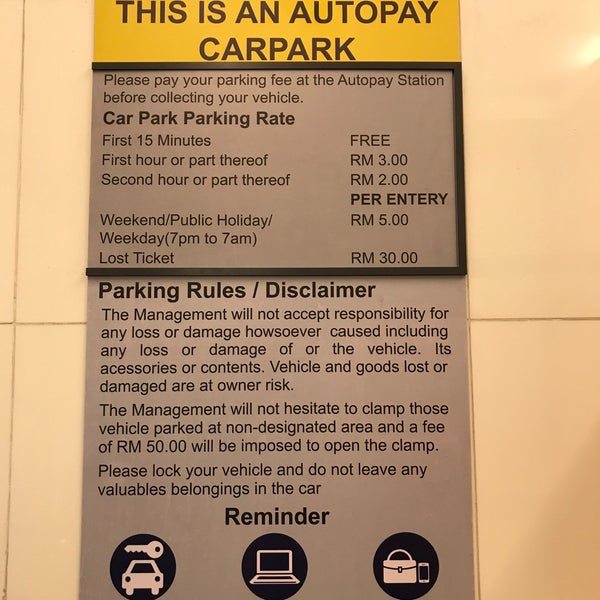 THIS IS AN AUTOPAY
CARPARK
Please pay your parking fee at the Autopay Station
before collecting your vehicle.
Car Park Parking Rate
First 15 Minutes FREE
First hour or part thereof RM 3.00
Second hour or part thereof RM 2.00
PER ENTERY
Weekend/Public Holiday/ RM 5.00
Weekday(7pm to 7am)
Lost Ticket RM 30.00
Parking Rules / Disclaimer
The Management will not accept responsibility for
any loss or damage howsoever caused including
any loss or damage of or the vehicle. Its
acessories or contents. Vehicle and goods lost or
damaged are at owner risk.
The Management will not hesitate to clamp those
vehicle parked at non-designated area and a fee
of RM 50.00 will be imposed to open the clamp.
Please lock your vehicle and do not leave any
valuables belongings in the car
Reminder